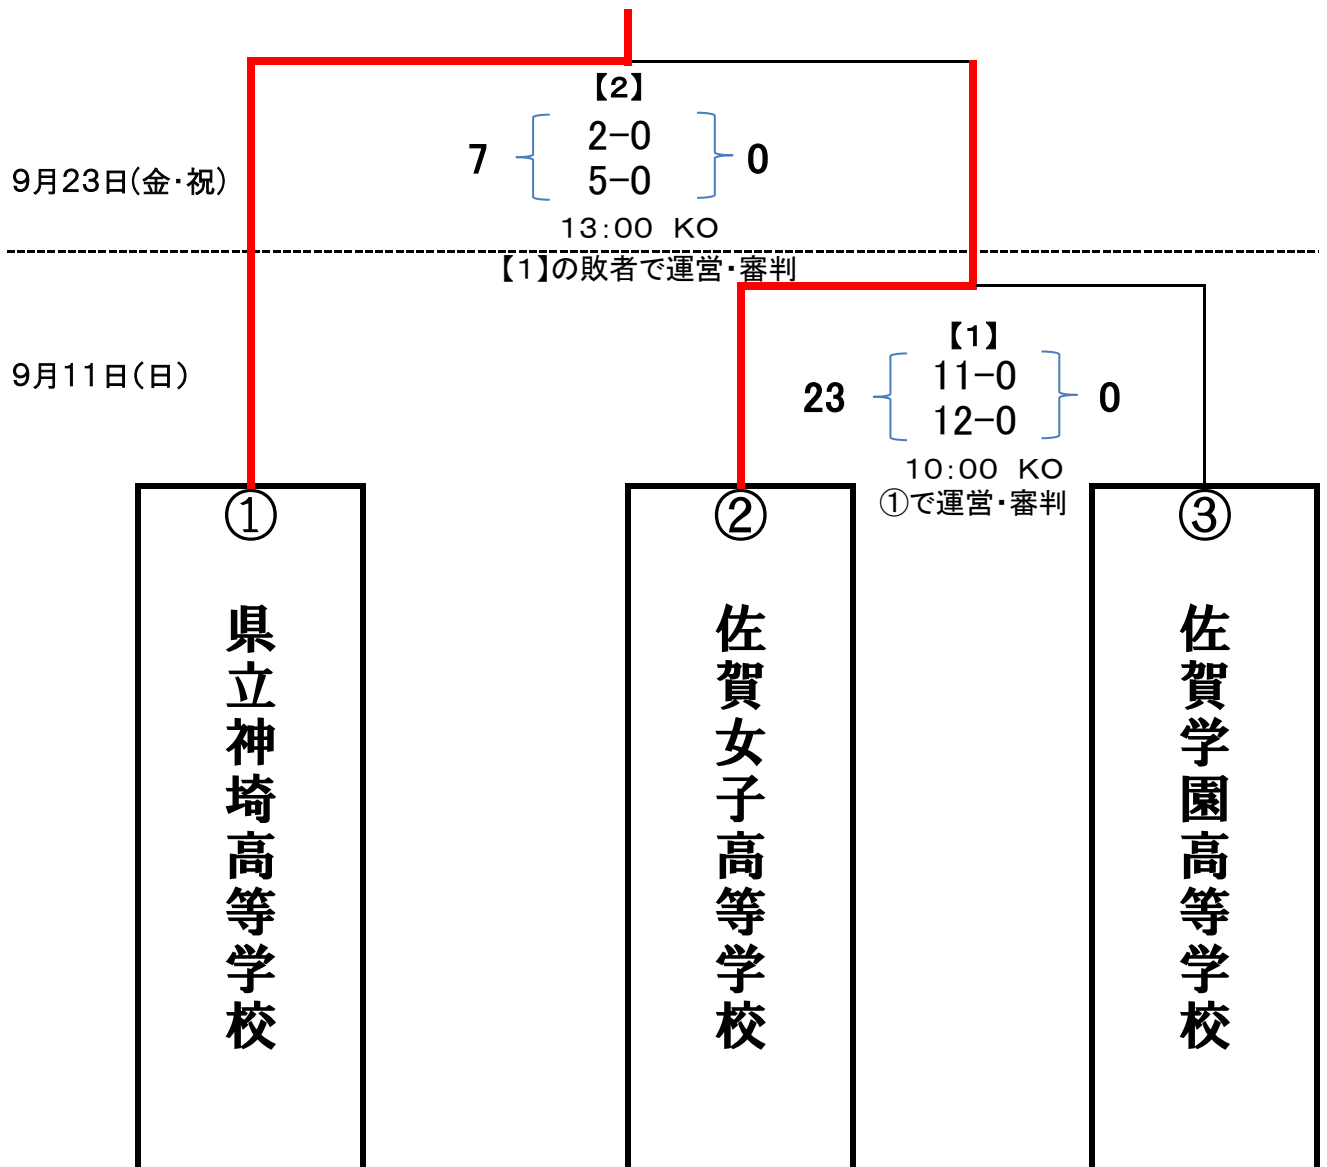 【2】
7 2-0 0
5-0
9月23日(金・祝)
13:00 KO
【1】の敗者で運営・審判
【1】
9月11日(日)
23 11-0 0
12-0
10:00 KO
①で運営・審判
①
県立神埼高等学校
②
佐賀女子高等学校
③
佐賀学園高等学校